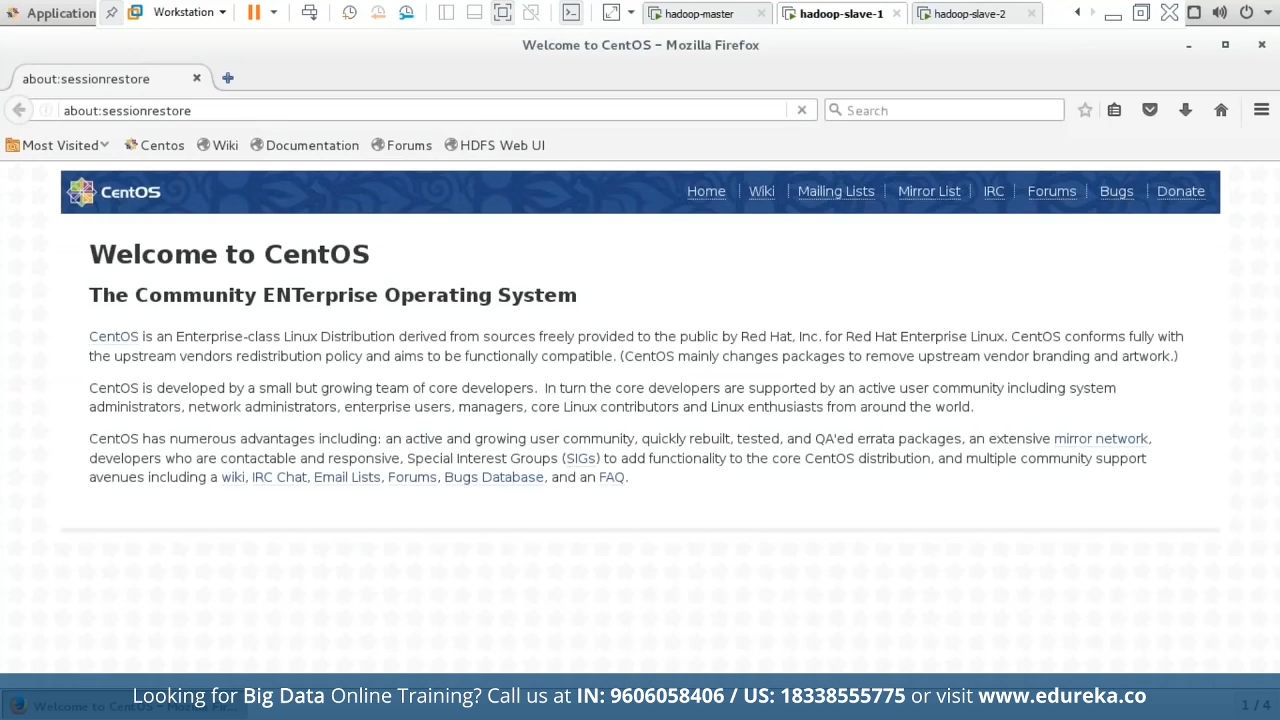 Application
Workstation
hadoop-master
hadoop-slave-1
hadoop-slave-2
Welcome to CentOS - Mozilla Firefox
about:sessionrestore
about:sessionrestore
Search
Most Visited
Centos
Wiki
Documentation
Forums
HDFS Web UI
CentOS
Home
Wiki
Mailing Lists
Mirror List
IRC
Forums
Bugs
Donate
Welcome to CentOS
The Community ENTerprise Operating System
CentOS is an Enterprise-class Linux Distribution derived from sources freely provided to the public by Red Hat, Inc. for Red Hat Enterprise Linux. CentOS conforms fully with
the upstream vendors redistribution policy and aims to be functionally compatible. (CentOS mainly changes packages to remove upstream vendor branding and artwork.)
CentOS is developed by a small but growing team of core developers. In turn the core developers are supported by an active user community including system
administrators, network administrators, enterprise users, managers, core Linux contributors and Linux enthusiasts from around the world.
CentOS has numerous advantages including: an active and growing user community, quickly rebuilt, tested, and QA'ed errata packages, an extensive mirror network,
developers who are contactable and responsive, Special Interest Groups (SIGs) to add functionality to the core CentOS distribution, and multiple community support
avenues including a wiki, IRC Chat, Email Lists, Forums, Bugs Database, and an FAQ.
Looking for Big Data Online Training? Call us at IN: 9606058406 / US: 18338555775 or visit www.edureka.co
Welcome to CentOS - Mozilla Fir...
1 / 4